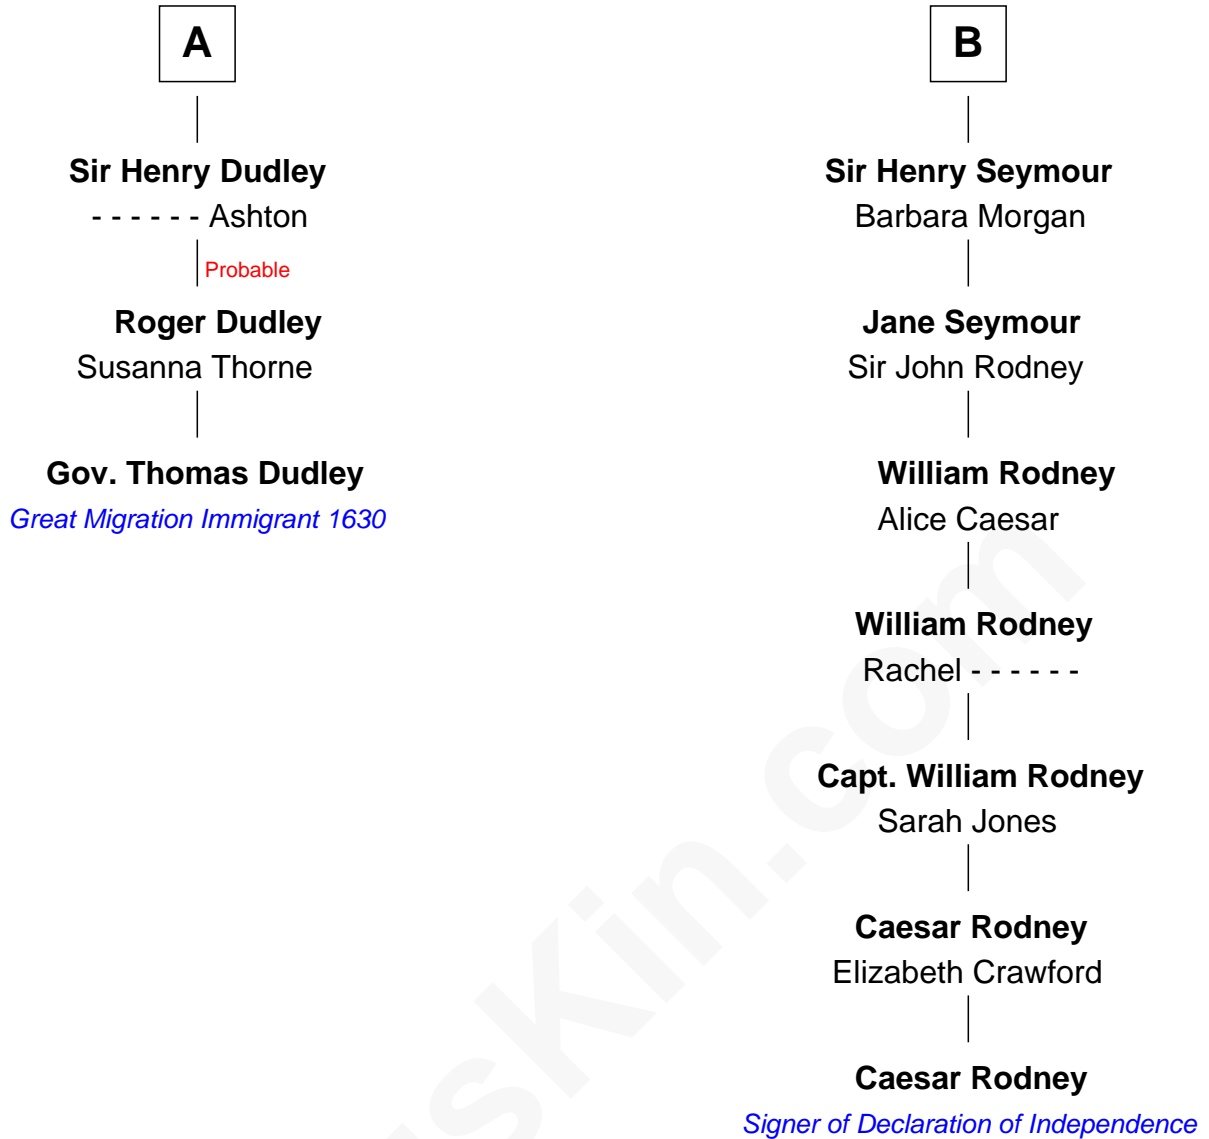 A
Sir Henry Dudley
- - - - - - Ashton
Probable
Roger Dudley
Susanna Thorne
Gov. Thomas Dudley
Great Migration Immigrant 1630
B
Sir Henry Seymour
Barbara Morgan
Jane Seymour
Sir John Rodney
William Rodney
Alice Caesar
William Rodney
Rachel - - - - - -
Capt. William Rodney
Sarah Jones
Caesar Rodney
Elizabeth Crawford
Caesar Rodney
Signer of Declaration of Independence
sKin.com